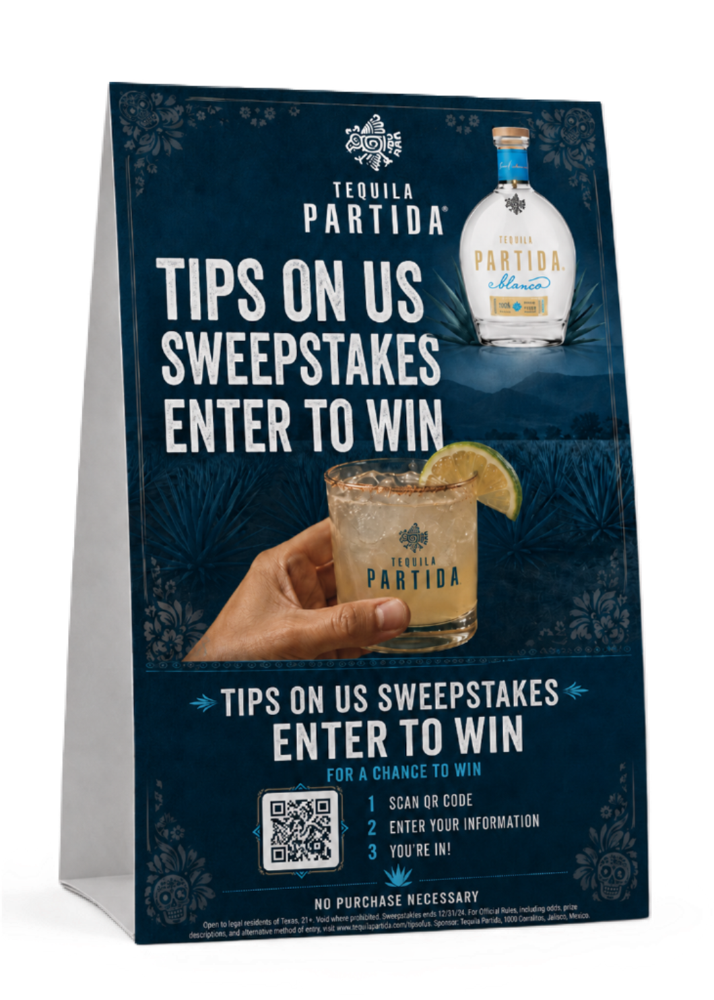 TEQUILA
PARTIDA®
TIPS ON US
SWEEPSTAKES
ENTER TO WIN
TEQUILA
PARTIDA.
blanco
100%
TEQUILA
PARTIDA
TIPS ON US SWEEPSTAKES
ENTER TO WIN
FOR A CHANCE TO WIN
1 SCAN QR CODE
2 ENTER YOUR INFORMATION
3 YOU'RE IN!
NO PURCHASE NECESSARY
Open to legal residents of Texas, 21+. Void where prohibited. Sweepstakles ends 12/31/24. For Official Rules, including odds, prize
descriptions, and alternative method of entry, visit www.tequilapartida.com/tipsofus. Sponsor: Tequila Partida, 1000 Corralitos, Jalisco, Mexico.